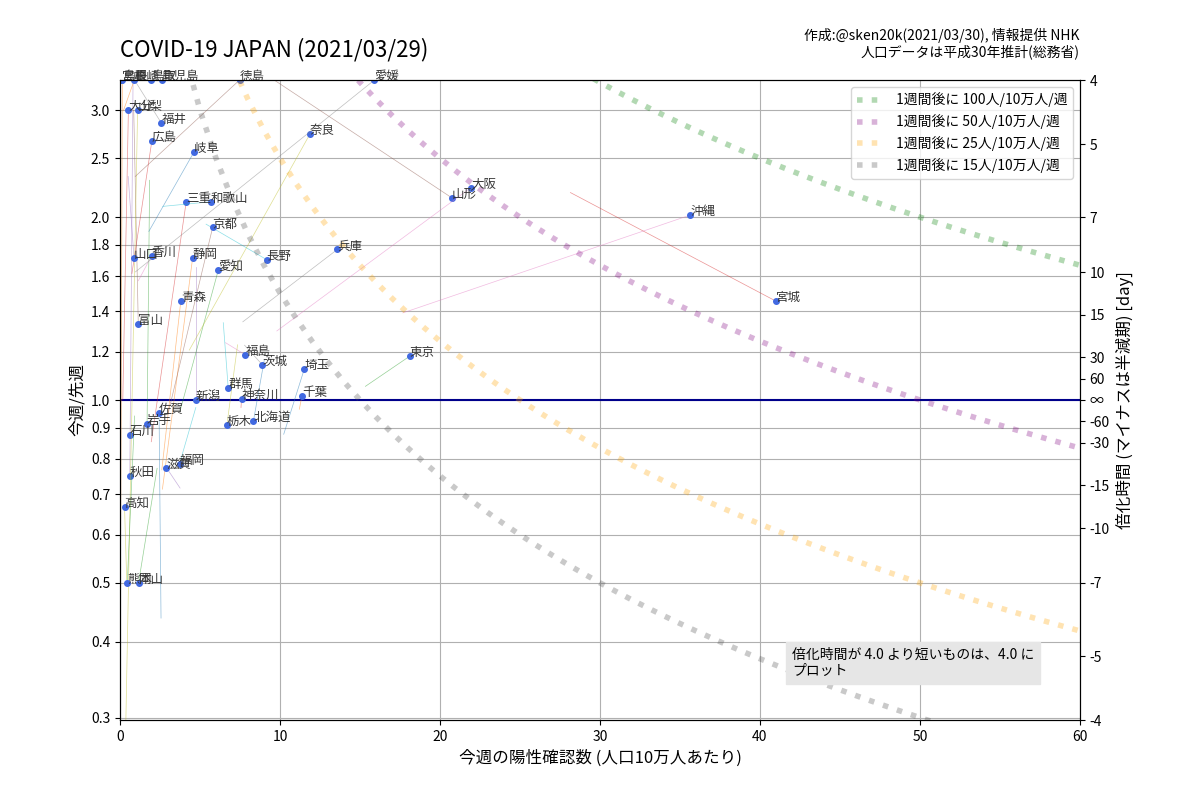 COVID-19 JAPAN (2021/03/29)
作成:@sken20k(2021/03/30), 情報提供 NHK
人口データは平成30年推計(総務省)
1週間後に 100人/10万人/週
1週間後に 50人/10万人/週
1週間後に 25人/10万人/週
1週間後に 15人/10万人/週
徳島
愛媛
大分
福井
奈良
広島
岐阜
大阪
山形
三重
和歌山
沖縄
京都
兵庫
山口
香川
静岡
長野
愛知
青森
宮城
富山
福島
東京
茨城
埼玉
群馬
千葉
新潟
神奈川
佐賀
岩手
栃木
北海道
石川
福岡
滋賀
秋田
高知
熊本
岡山
3.0
2.5
2.0
1.8
1.6
1.4
1.2
1.0
0.9
0.8
0.7
0.6
0.5
0.4
0.3
今週/先週
4
5
7
10
15
30
60
∞
-60
-30
-15
-10
-7
-5
-4
倍化時間 (マイナスは半減期) [day]
倍化時間が 4.0 より短いものは、4.0 に
プロット
0 10 20 30 40 50 60
今週の陽性確認数 (人口10万人あたり)